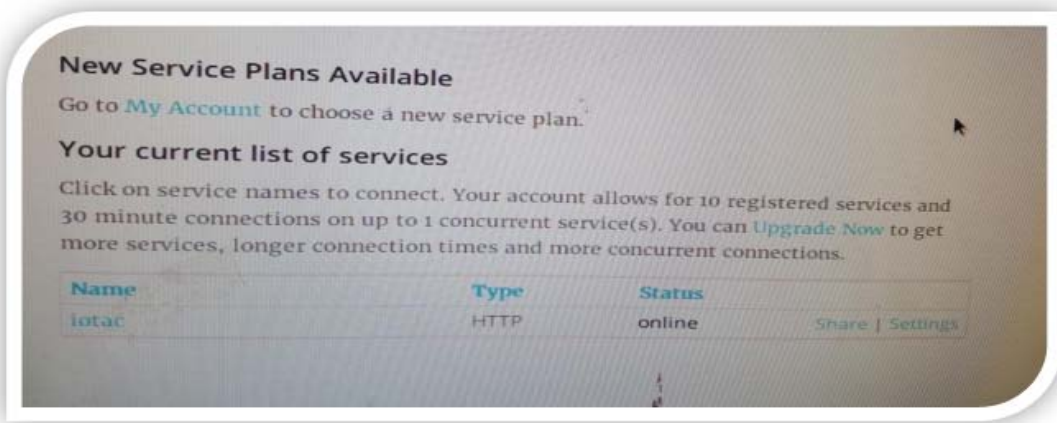 New Service Plans Available
Go to My Account to choose a new service plan.
Your current list of services
Click on service names to connect. Your account allows for 10 registered services and
30 minute connections on up to 1 concurrent service(s). You can Upgrade Now to get
more services, longer connection times and more concurrent connections.
Name Type Status
iotac HTTP online Share | Settings